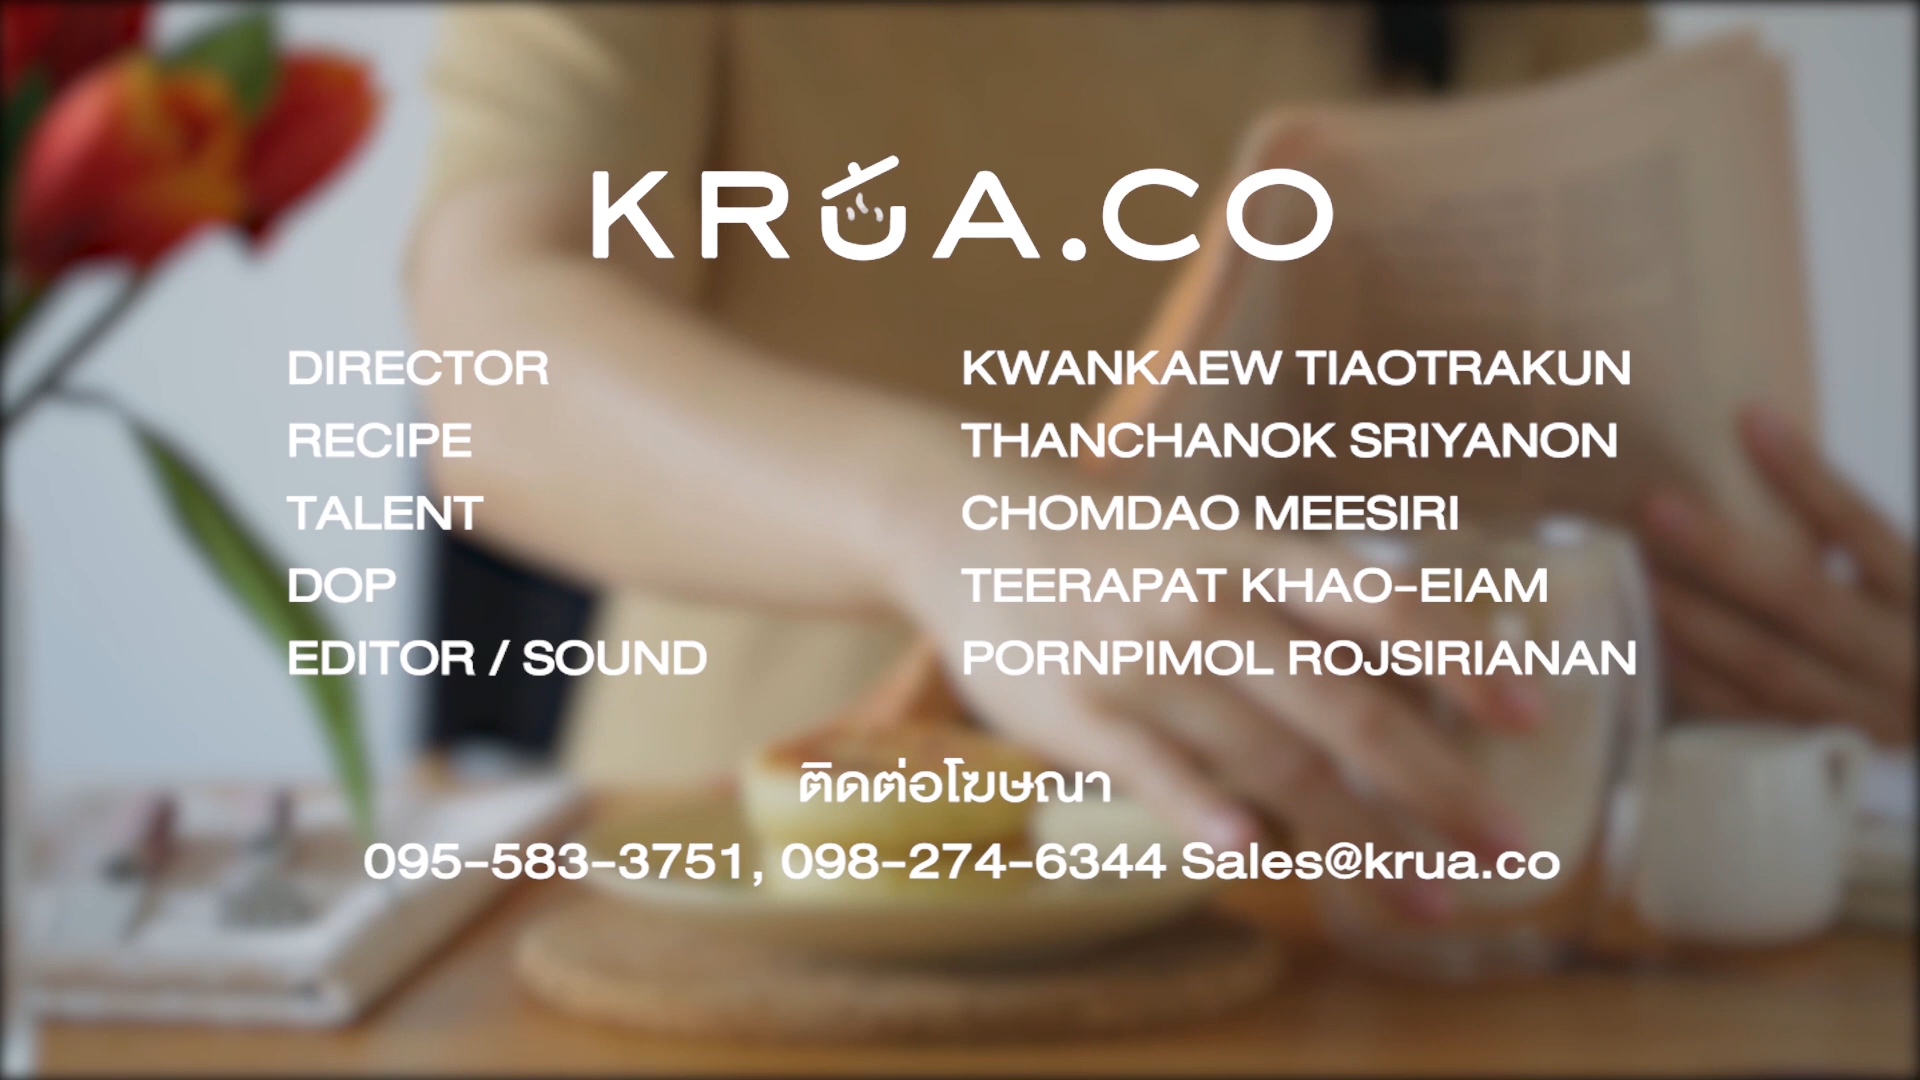 KRUA.CO
DIRECTOR KWANKAEW TIAOTRAKUN
RECIPE THANCHANOK SRIYANON
TALENT CHOMDAO MEESIRI
DOP TEERAPAT KHAO-EIAM
EDITOR / SOUND PORNPIMOL ROJSIRIANAN
ติดต่อโฆษณา
095-583-3751, 098-274-6344 Sales@krua.co